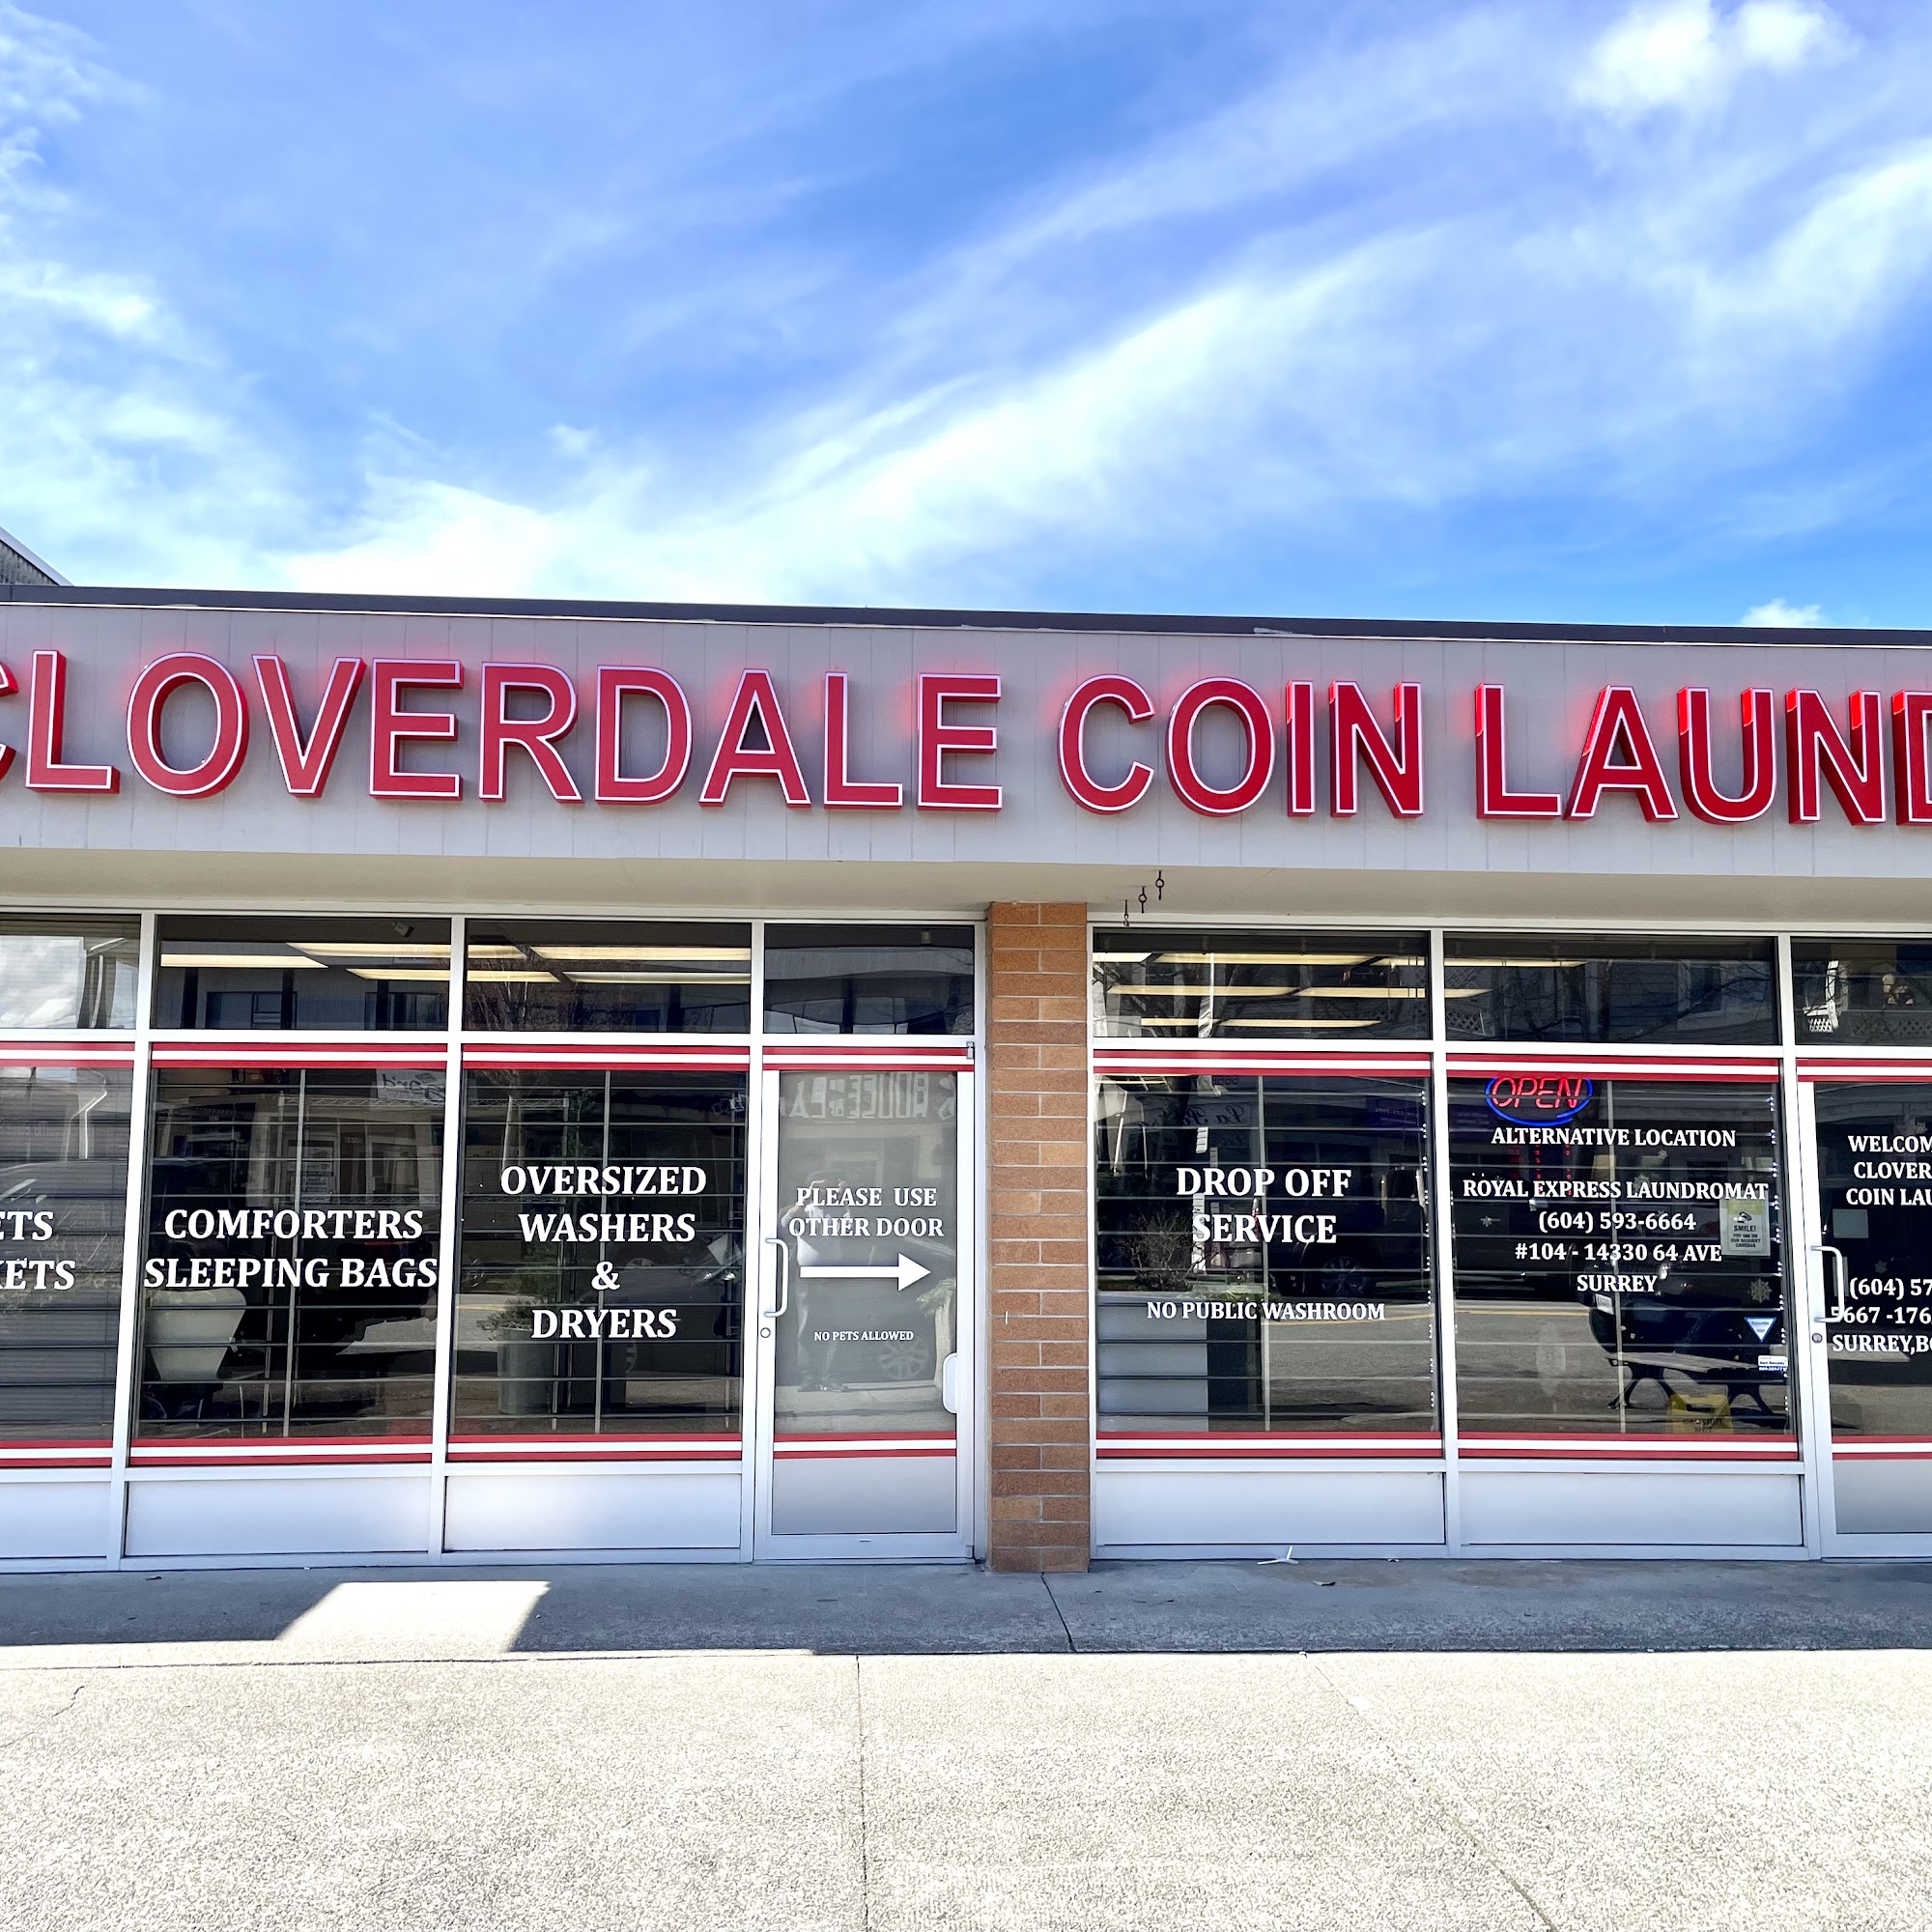 CLOVERDALE COIN LAUND
ETS
KETS
COMFORTERS
SLEEPING BAGS
OVERSIZED
WASHERS
&
DRYERS
PLEASE USE
OTHER DOOR
NO PETS ALLOWED
DROP OFF
SERVICE
NO PUBLIC WASHROOM
OPEN
ALTERNATIVE LOCATION
ROYAL EXPRESS LAUNDROMAT
(604) 593-6664
#104 - 14330 64 AVE
SURREY
SMILE!
WELCOM
CLOVER
COIN LAU
(604) 57
5667 -176
SURREY,B